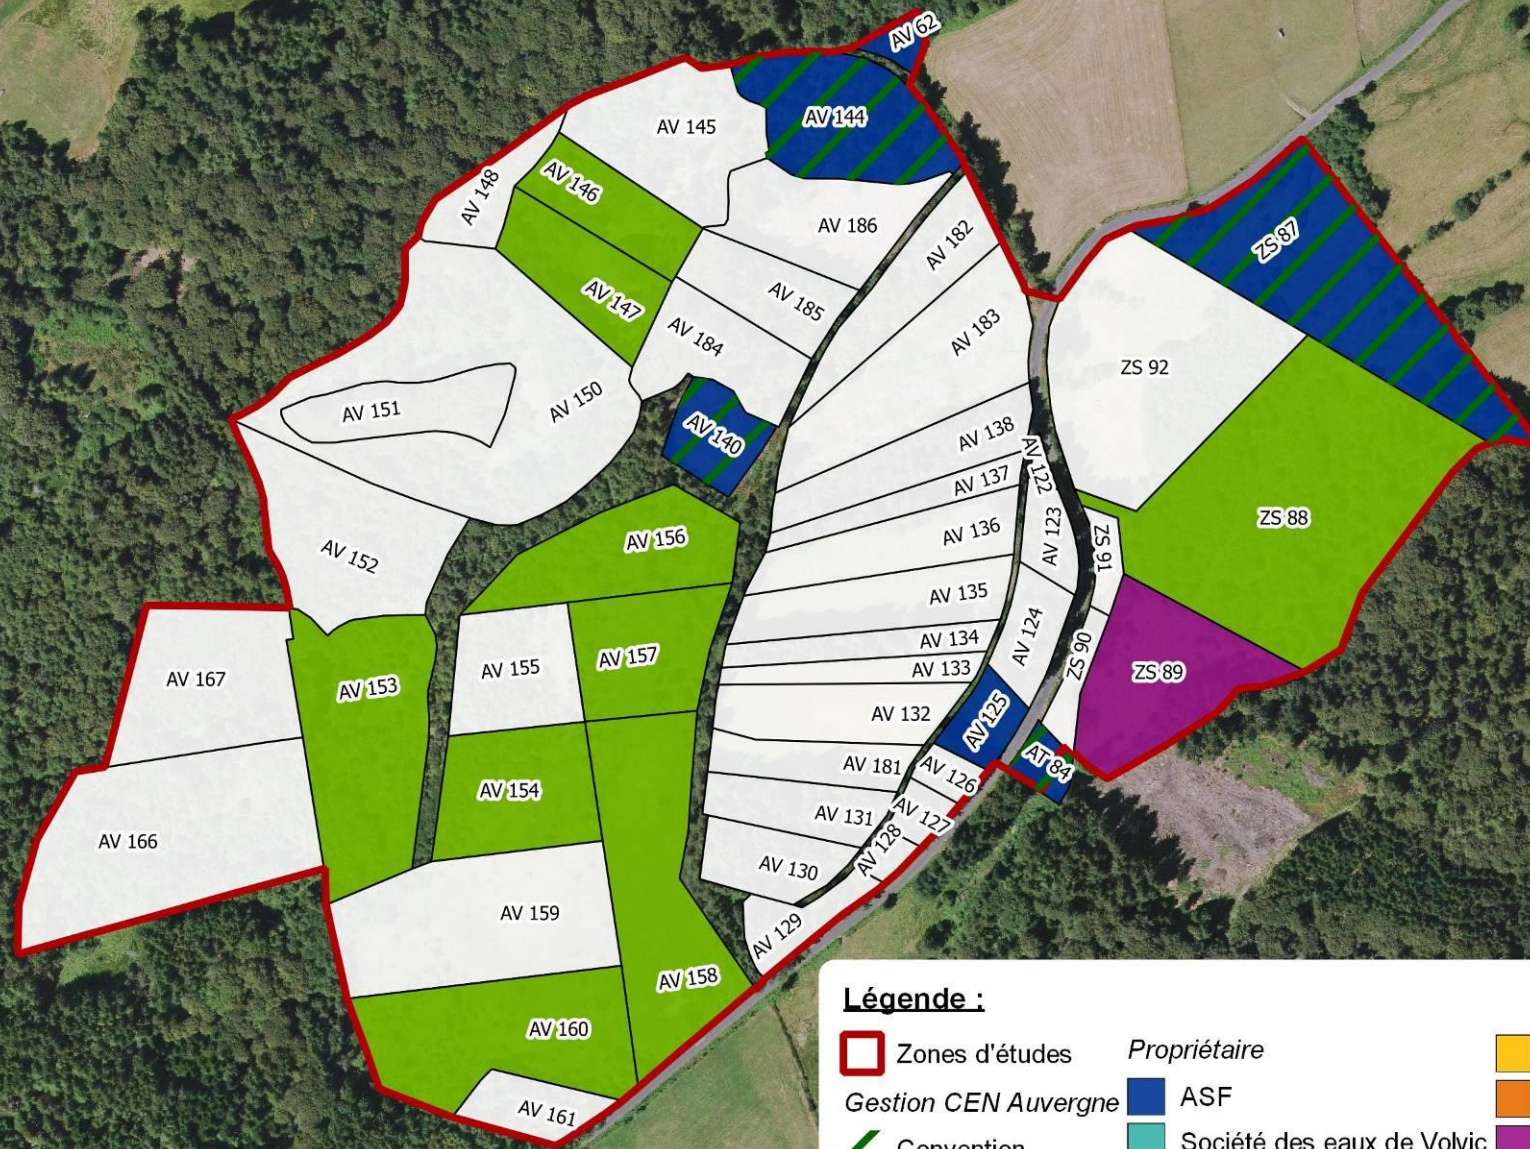 AV 62
AV 144
AV 145
AV 146
AV 148
AV 186
AV 182
ZS 87
AV 147
AV 185
AV 183
AV 184
ZS 92
AV 151
AV 150
AV 140
AV 138
AV 122
AV 137
ZS 88
AV 136
AV 123
ZS 91
AV 156
AV 152
AV 135
AV 124
AV 134
AV 157
AV 155
AV 133
ZS 90
ZS 89
AV 167
AV 153
AV 132
AV 125
AV 181
AV 126
AT 84
AV 154
AV 131
AV 127
AV 166
AV 128
AV 130
AV 159
AV 129
AV 158
AV 160
AV 161
Légende :
Zones d'études
Propriétaire
Gestion CEN Auvergne
ASF
Convention
Société des eaux de Volvic